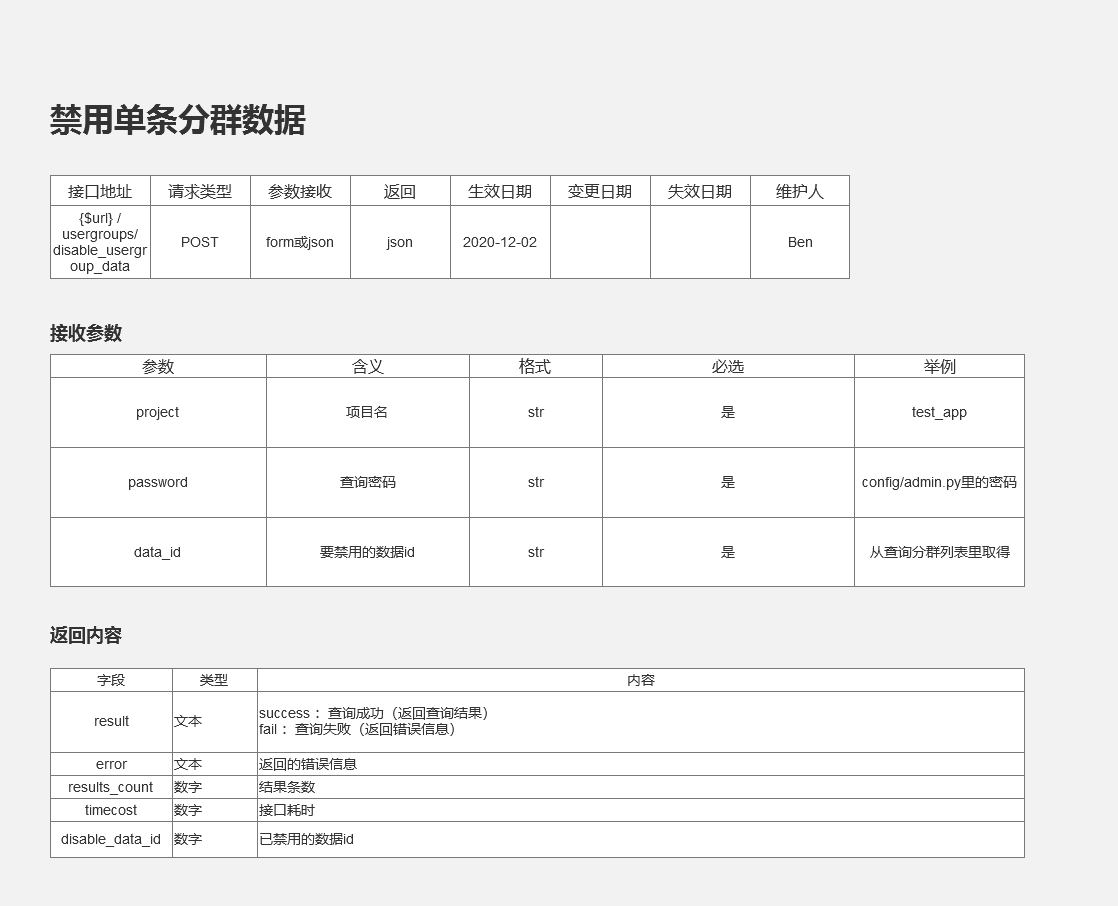 禁用单条分群数据
接口地址 请求类型 参数接收 返回 生效日期 变更日期 失效日期 维护人
{$url} /
usergroups/
disable_usergr
oup_data
POST form或json json 2020-12-02 Ben
接收参数
参数 含义 格式 必选 举例
project 项目名 str 是 test_app
password 查询密码 str 是 config/admin.py里的密码
data_id 要禁用的数据id str 是 从查询分群列表里取得
返回内容
字段 类型 内容
result 文本 success ：查询成功（返回查询结果）
fail ：查询失败（返回错误信息）
error 文本 返回的错误信息
results_count 数字 结果条数
timecost 数字 接口耗时
disable_data_id 数字 已禁用的数据id